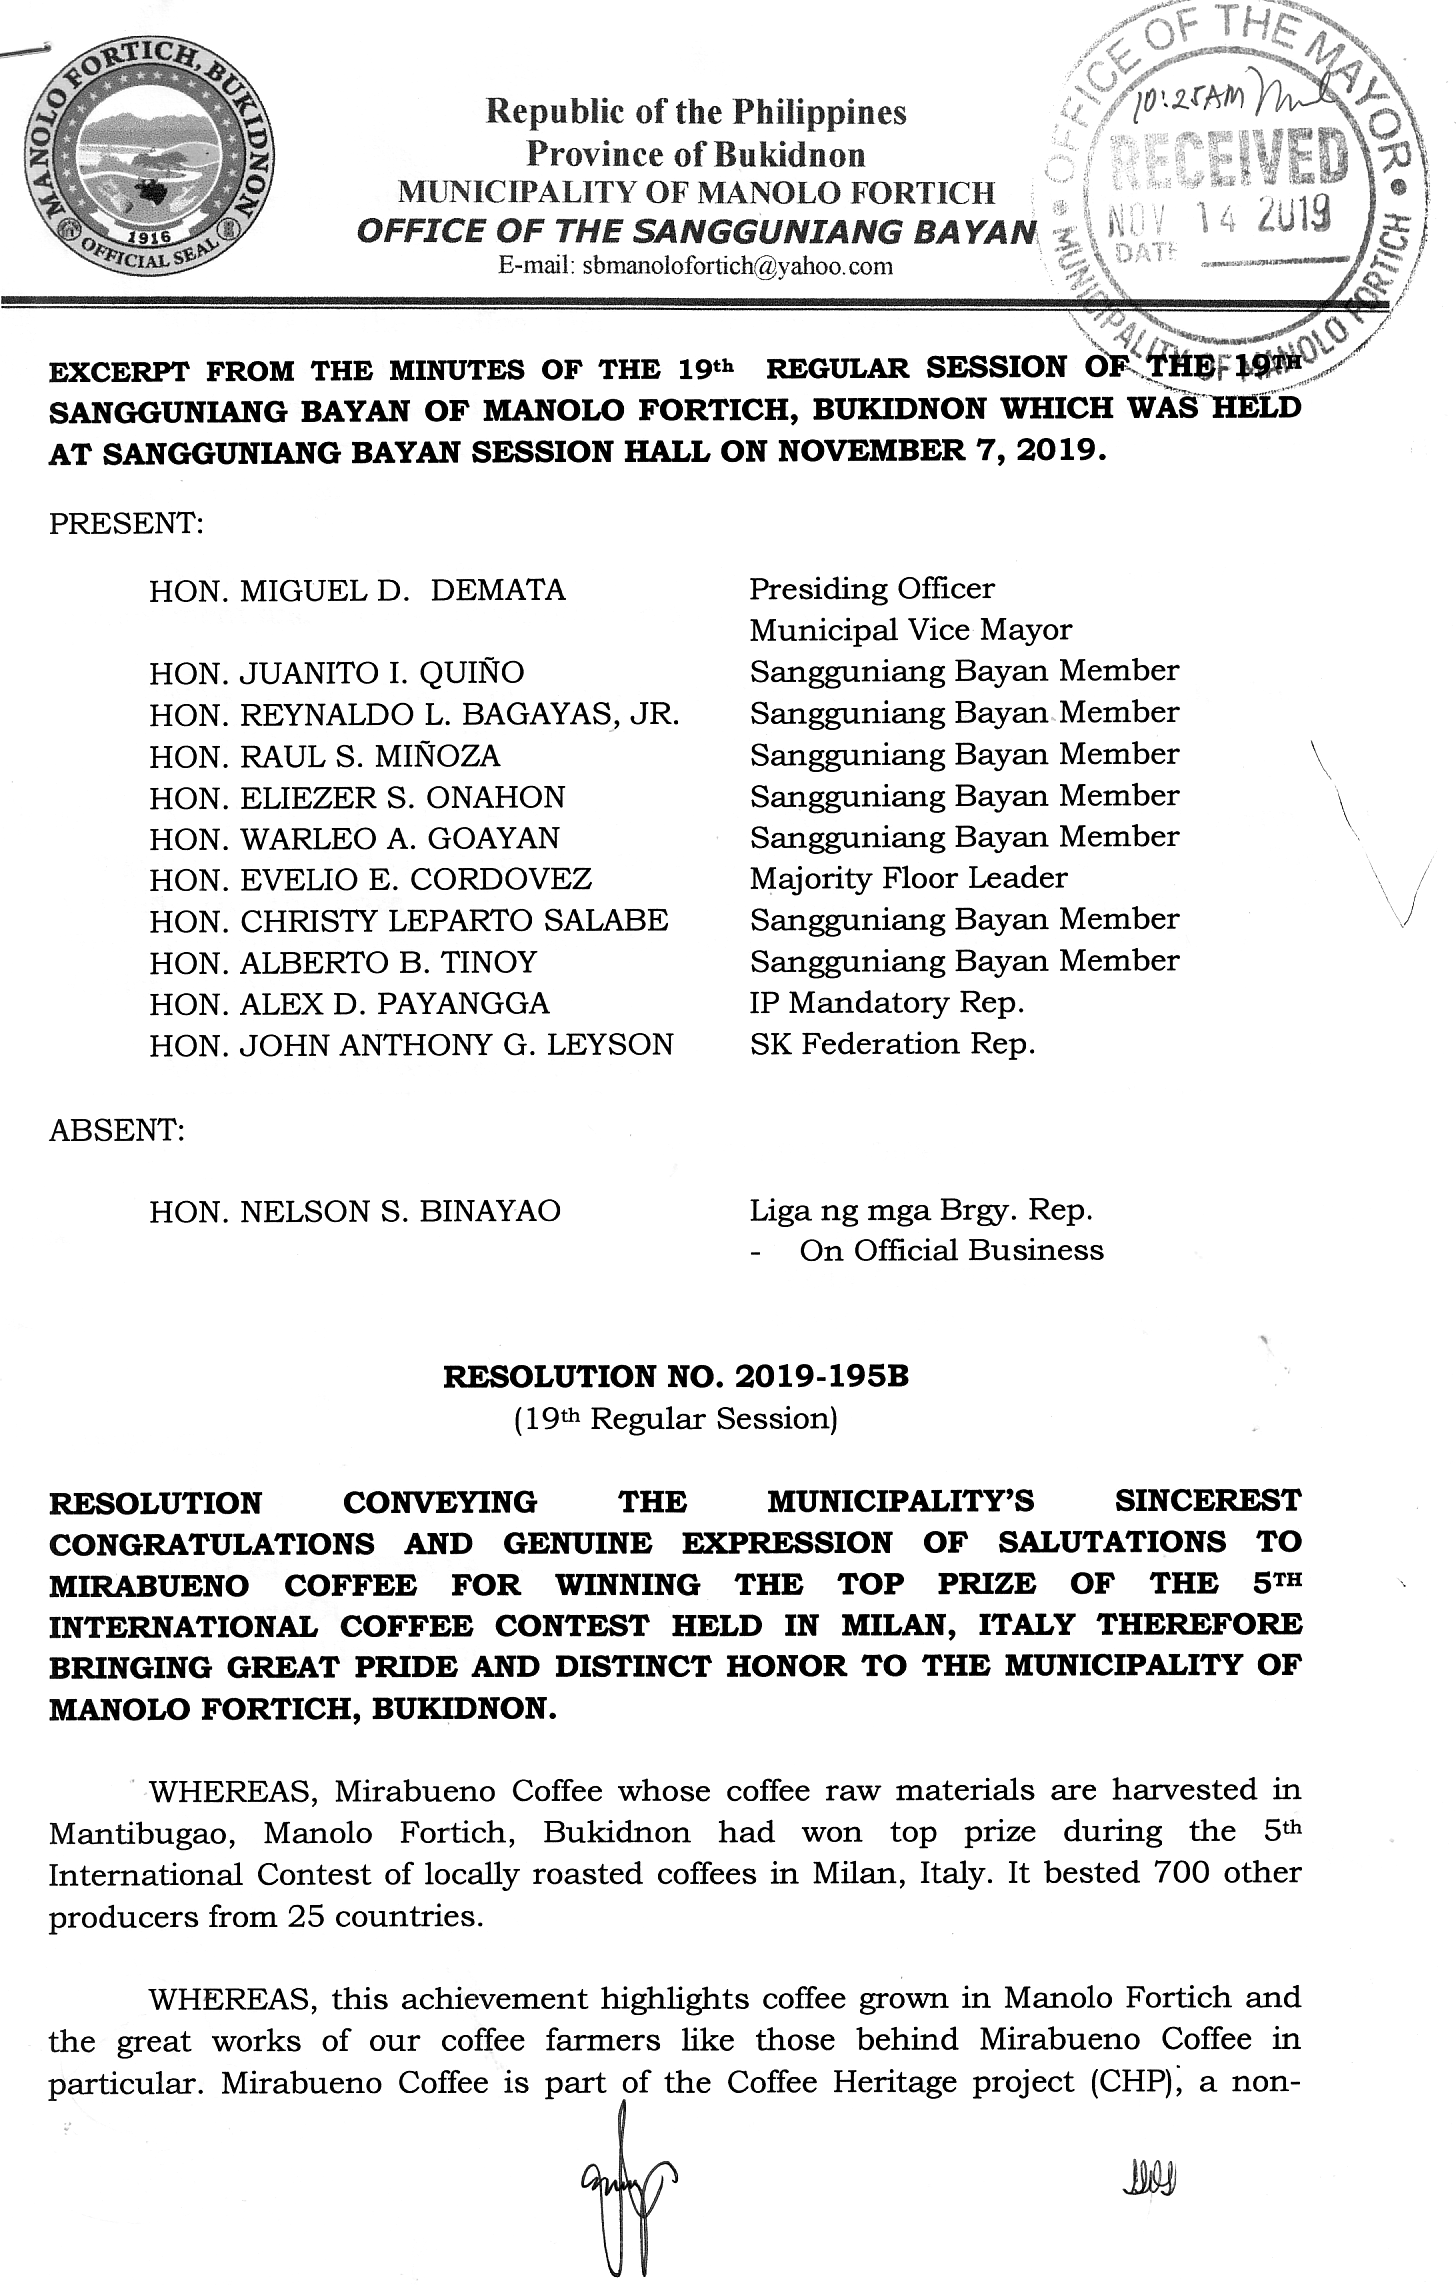 MANOLO FORTICH, BUKIDNON
1916
OFFICIAL SEAL
Republic of the Philippines
Province of Bukidnon
MUNICIPALITY OF MANOLO FORTICH
OFFICE OF THE SANGGUNIANG BAYAN
E-mail: sbmanolofortich@yahoo.com
OFFICE OF THE MAYOR
10:25AM
RECEIVED
NOV 14 2019
DATE
MUNICIPALITY OF MANOLO FORTICH
EXCERPT FROM THE MINUTES OF THE 19th REGULAR SESSION OF THE 19TH
SANGGUNIANG BAYAN OF MANOLO FORTICH, BUKIDNON WHICH WAS HELD
AT SANGGUNIANG BAYAN SESSION HALL ON NOVEMBER 7, 2019.
PRESENT:
HON. MIGUEL D. DEMATA Presiding Officer
Municipal Vice Mayor
HON. JUANITO I. QUIÑO Sangguniang Bayan Member
HON. REYNALDO L. BAGAYAS, JR. Sangguniang Bayan Member
HON. RAUL S. MIÑOZA Sangguniang Bayan Member
HON. ELIEZER S. ONAHON Sangguniang Bayan Member
HON. WARLEO A. GOAYAN Sangguniang Bayan Member
HON. EVELIO E. CORDOVEZ Majority Floor Leader
HON. CHRISTY LEPARTO SALABE Sangguniang Bayan Member
HON. ALBERTO B. TINOY Sangguniang Bayan Member
HON. ALEX D. PAYANGGA IP Mandatory Rep.
HON. JOHN ANTHONY G. LEYSON SK Federation Rep.
ABSENT:
HON. NELSON S. BINAYAO Liga ng mga Brgy. Rep.
- On Official Business
RESOLUTION NO. 2019-195B
(19th Regular Session)
RESOLUTION CONVEYING THE MUNICIPALITY'S SINCEREST
CONGRATULATIONS AND GENUINE EXPRESSION OF SALUTATIONS TO
MIRABUENO COFFEE FOR WINNING THE TOP PRIZE OF THE 5TH
INTERNATIONAL COFFEE CONTEST HELD IN MILAN, ITALY THEREFORE
BRINGING GREAT PRIDE AND DISTINCT HONOR TO THE MUNICIPALITY OF
MANOLO FORTICH, BUKIDNON.
WHEREAS, Mirabueno Coffee whose coffee raw materials are harvested in
Mantibugao, Manolo Fortich, Bukidnon had won top prize during the 5th
International Contest of locally roasted coffees in Milan, Italy. It bested 700 other
producers from 25 countries.
WHEREAS, this achievement highlights coffee grown in Manolo Fortich and
the great works of our coffee farmers like those behind Mirabueno Coffee in
particular. Mirabueno Coffee is part of the Coffee Heritage project (CHP), a non-